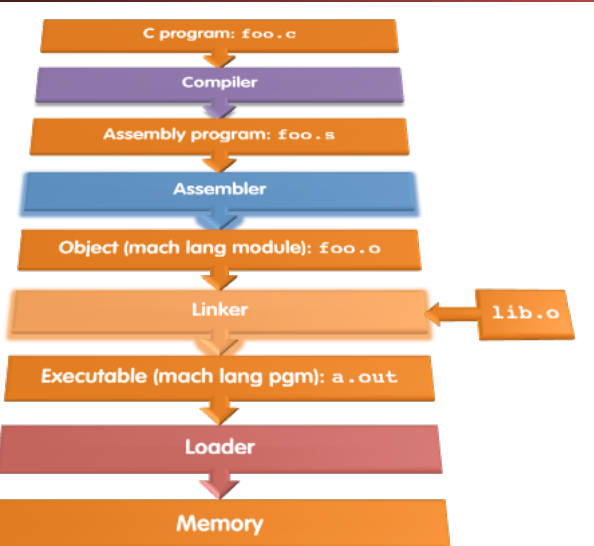 C program: foo.c
Compiler
Assembly program: foo.s
Assembler
Object (mach lang module): foo.o
Linker
lib.o
Executable (mach lang pgm): a.out
Loader
Memory